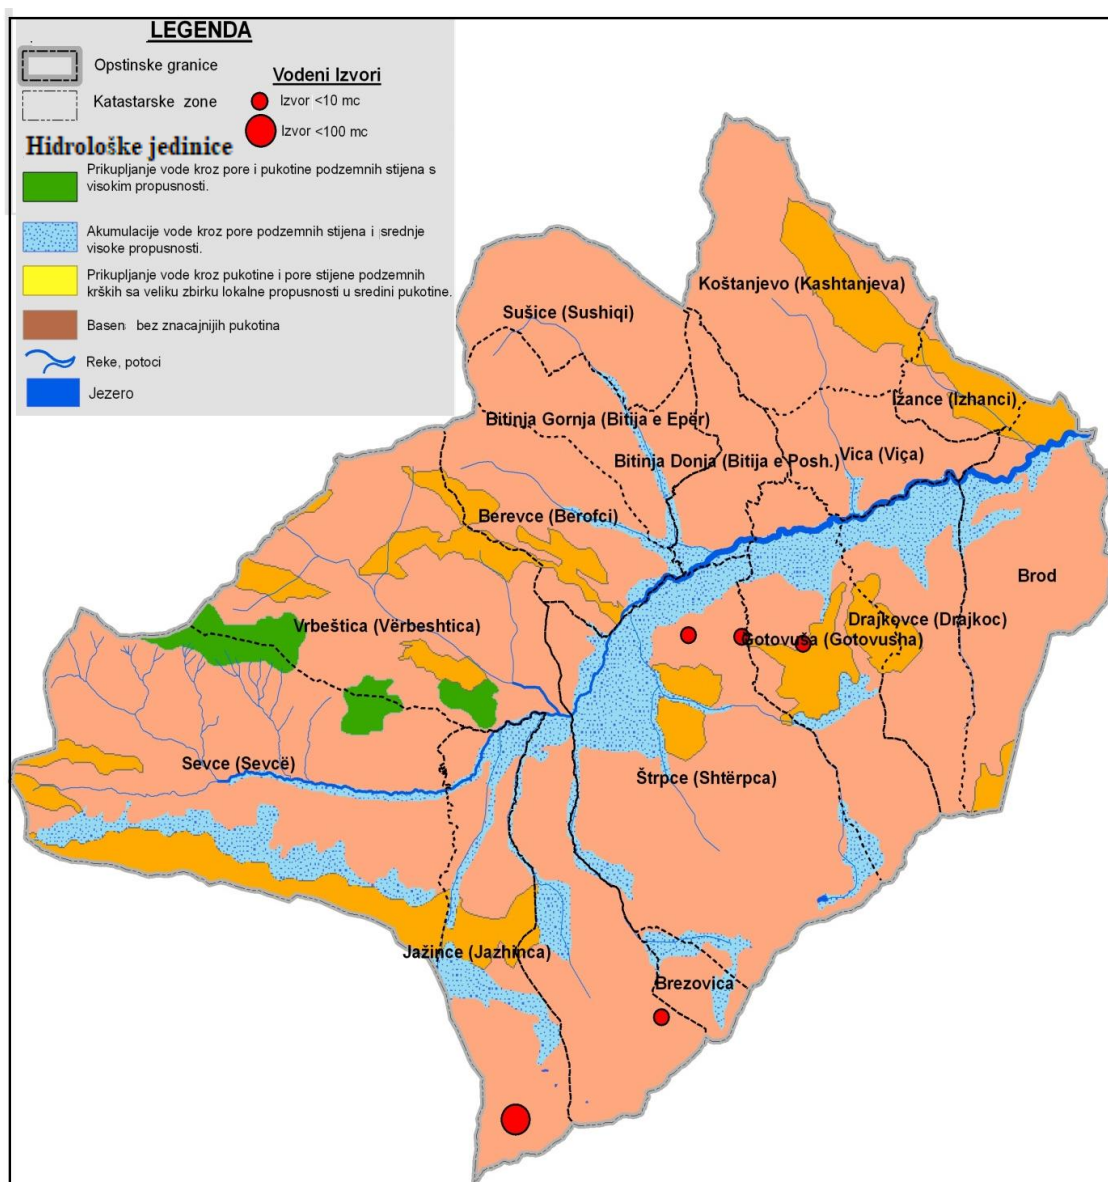 LEGENDA
Opstinske granice
Katastarske zone
Vodeni Izvori
Izvor <10 mc
Izvor <100 mc
Hidrološke jedinice
Prikupljanje vode kroz pore i pukotine podzemnih stijena s
visokim propusnosti.
Akumulacije vode kroz pore podzemnih stijena i srednje
visoke propusnosti.
Prikupljanje vode kroz pukotine i pore stijene podzemnih
krških sa veliku zbirku lokalne propusnosti u sredini pukotine.
Basen bez znacajnijih pukotina
Reke, potoci
Jezero
Koštanjevo (Kashtanjeva)
Sušice (Sushiqi)
Ižance (Izhanci)
Bitinja Gornja (Bitija e Epër)
Bitinja Donja (Bitija e Posh.)
Vica (Viça)
Berevce (Berofci)
Brod
Drajkovce (Drajkoc)
Vrbeštica (Vërbeshtica)
Gotovuša (Gotovusha)
Sevce (Sevcë)
Štrpce (Shtërpca)
Jažince (Jazhinca)
Brezovica